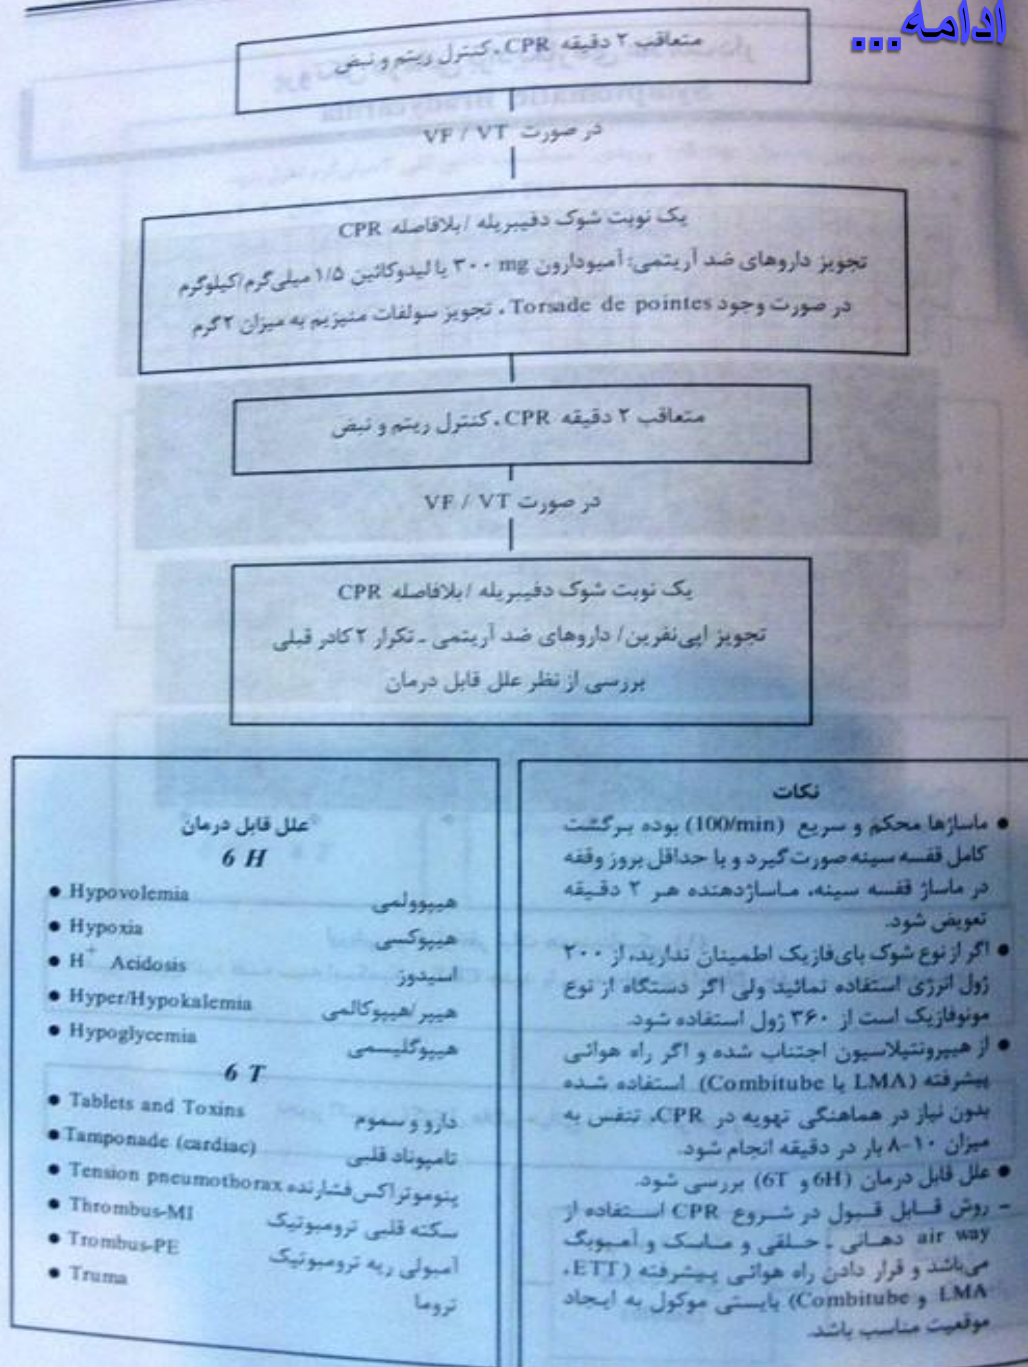 ادامه...
متعاقب ۲ دقیقه CPR، کنترل ریتم و نبض
در صورت VF / VT
یک نوبت شوک دفیبریله / بلافاصله CPR
تجویز داروهای ضد آریتمی: آمیودارون ۳۰۰ mg یا لیدوکائین ۱/۵ میلی‌گرم/کیلوگرم
در صورت وجود Torsade de pointes، تجویز سولفات منیزیم به میزان ۲ گرم
متعاقب ۲ دقیقه CPR، کنترل ریتم و نبض
در صورت VF / VT
یک نوبت شوک دفیبریله / بلافاصله CPR
تجویز اپی‌نفرین/ داروهای ضد آریتمی ـ تکرار ۲ کادر قبلی
بررسی از نظر علل قابل درمان
نکات
● ماساژها محکم و سریع (100/min) بوده برگشت
کامل قفسه سینه صورت گیرد و با حداقل بروز وقفه
در ماساژ قفسه سینه، ماساژدهنده هر ۲ دقیقه
تعویض شود.
● اگر از نوع شوک بای‌فازیک اطمینان ندارید، از ۲۰۰
ژول انرژی استفاده نمائید ولی اگر دستگاه از نوع
مونوفازیک است از ۳۶۰ ژول استفاده شود.
● از هیپرونتیلاسیون اجتناب شده و اگر راه هوائی
پیشرفته (LMA یا Combitube) استفاده شده
بدون نیاز در هماهنگی تهویه در CPR، تنفس به
میزان ۱۰-۸ بار در دقیقه انجام شود.
● علل قابل درمان (6H و 6T) بررسی شود.
– روش قابل قبول در شروع CPR استفاده از
air way دهانی ـ حلقی و ماسک و آمبوبگ
می‌باشد و قرار دادن راه هوائی پیشرفته (ETT،
LMA و Combitube) بایستی موکول به ایجاد
موقعیت مناسب باشد.
علل قابل درمان
6 H
● Hypovolemia هیپوولمی
● Hypoxia هیپوکسی
● H+ Acidosis اسیدوز
● Hyper/Hypokalemia هیپر/هیپوکالمی
● Hypoglycemia هیپوگلیسمی
6 T
● Tablets and Toxins دارو و سموم
● Tamponade (cardiac) تامپوناد قلبی
● Tension pneumothorax پنوموتراکس فشارنده
● Thrombus-MI سکته قلبی ترومبوتیک
● Trombus-PE آمبولی ریه ترومبوتیک
● Truma تروما